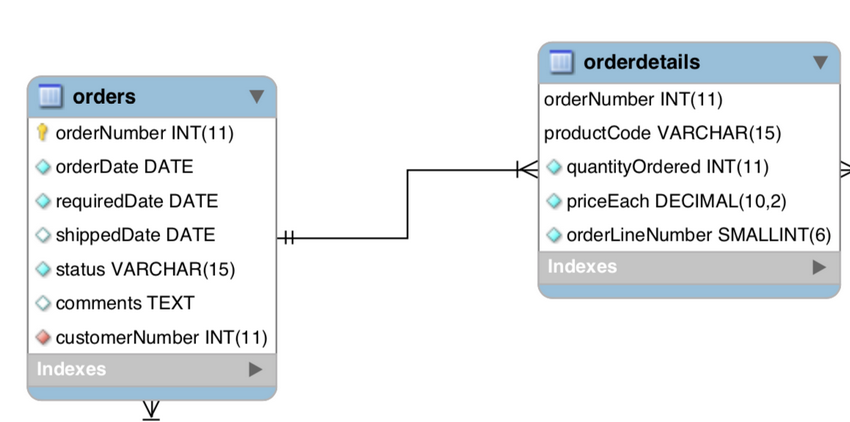 orders
orderNumber INT(11)
orderDate DATE
requiredDate DATE
shippedDate DATE
status VARCHAR(15)
comments TEXT
customerNumber INT(11)
Indexes
orderdetails
orderNumber INT(11)
productCode VARCHAR(15)
quantityOrdered INT(11)
priceEach DECIMAL(10,2)
orderLineNumber SMALLINT(6)
Indexes